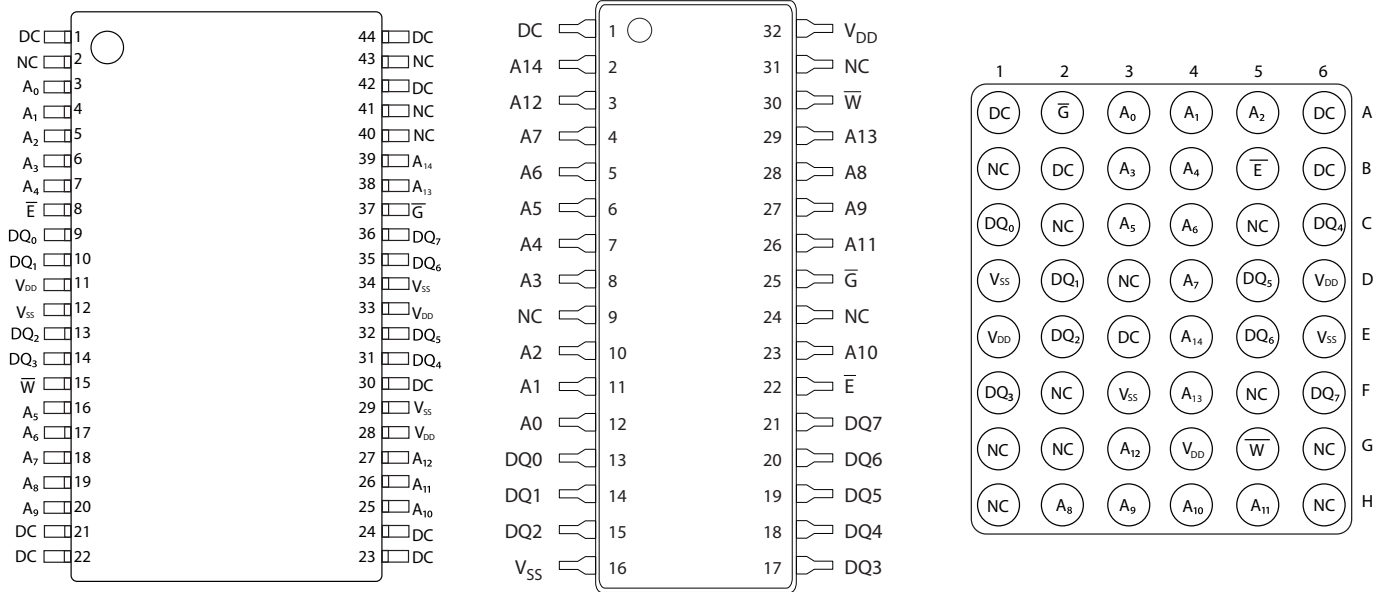 DC 1 44 DC
NC 2 43 NC
A₀ 3 42 DC
A₁ 4 41 NC
A₂ 5 40 NC
A₃ 6 39 A₁₄
A₄ 7 38 A₁₃
E̅ 8 37 G̅
DQ₀ 9 36 DQ₇
DQ₁ 10 35 DQ₆
VDD 11 34 VSS
VSS 12 33 VDD
DQ₂ 13 32 DQ₅
DQ₃ 14 31 DQ₄
W̅ 15 30 DC
A₅ 16 29 VSS
A₆ 17 28 VDD
A₇ 18 27 A₁₂
A₈ 19 26 A₁₁
A₉ 20 25 A₁₀
DC 21 24 DC
DC 22 23 DC
DC 1 32 VDD
A14 2 31 NC
A12 3 30 W̅
A7 4 29 A13
A6 5 28 A8
A5 6 27 A9
A4 7 26 A11
A3 8 25 G̅
NC 9 24 NC
A2 10 23 A10
A1 11 22 E̅
A0 12 21 DQ7
DQ0 13 20 DQ6
DQ1 14 19 DQ5
DQ2 15 18 DQ4
VSS 16 17 DQ3
1 2 3 4 5 6
DC G̅ A₀ A₁ A₂ DC A
NC DC A₃ A₄ E̅ DC B
DQ₀ NC A₅ A₆ NC DQ₄ C
VSS DQ₁ NC A₇ DQ₅ VDD D
VDD DQ₂ DC A₁₄ DQ₆ VSS E
DQ₃ NC VSS A₁₃ NC DQ₇ F
NC NC A₁₂ VDD W̅ NC G
NC A₈ A₉ A₁₀ A₁₁ NC H